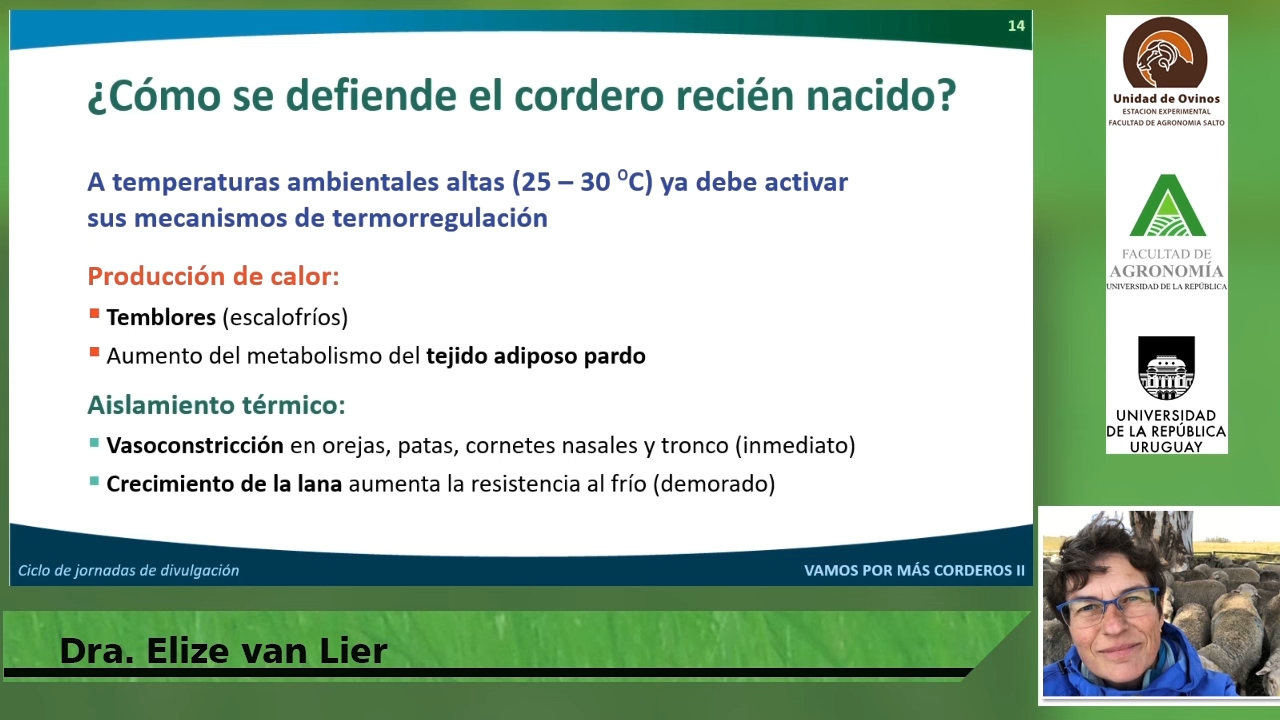 14
¿Cómo se defiende el cordero recién nacido?
A temperaturas ambientales altas (25 – 30 ºC) ya debe activar
sus mecanismos de termorregulación
Producción de calor:
Temblores (escalofríos)
Aumento del metabolismo del tejido adiposo pardo
Aislamiento térmico:
Vasoconstricción en orejas, patas, cornetes nasales y tronco (inmediato)
Crecimiento de la lana aumenta la resistencia al frío (demorado)
Ciclo de jornadas de divulgación
VAMOS POR MÁS CORDEROS II
Dra. Elize van Lier
Unidad de Ovinos
ESTACION EXPERIMENTAL
FACULTAD DE AGRONOMIA SALTO
FACULTAD DE
AGRONOMÍA
UNIVERSIDAD DE LA REPÚBLICA
UNIVERSIDAD
DE LA REPÚBLICA
URUGUAY